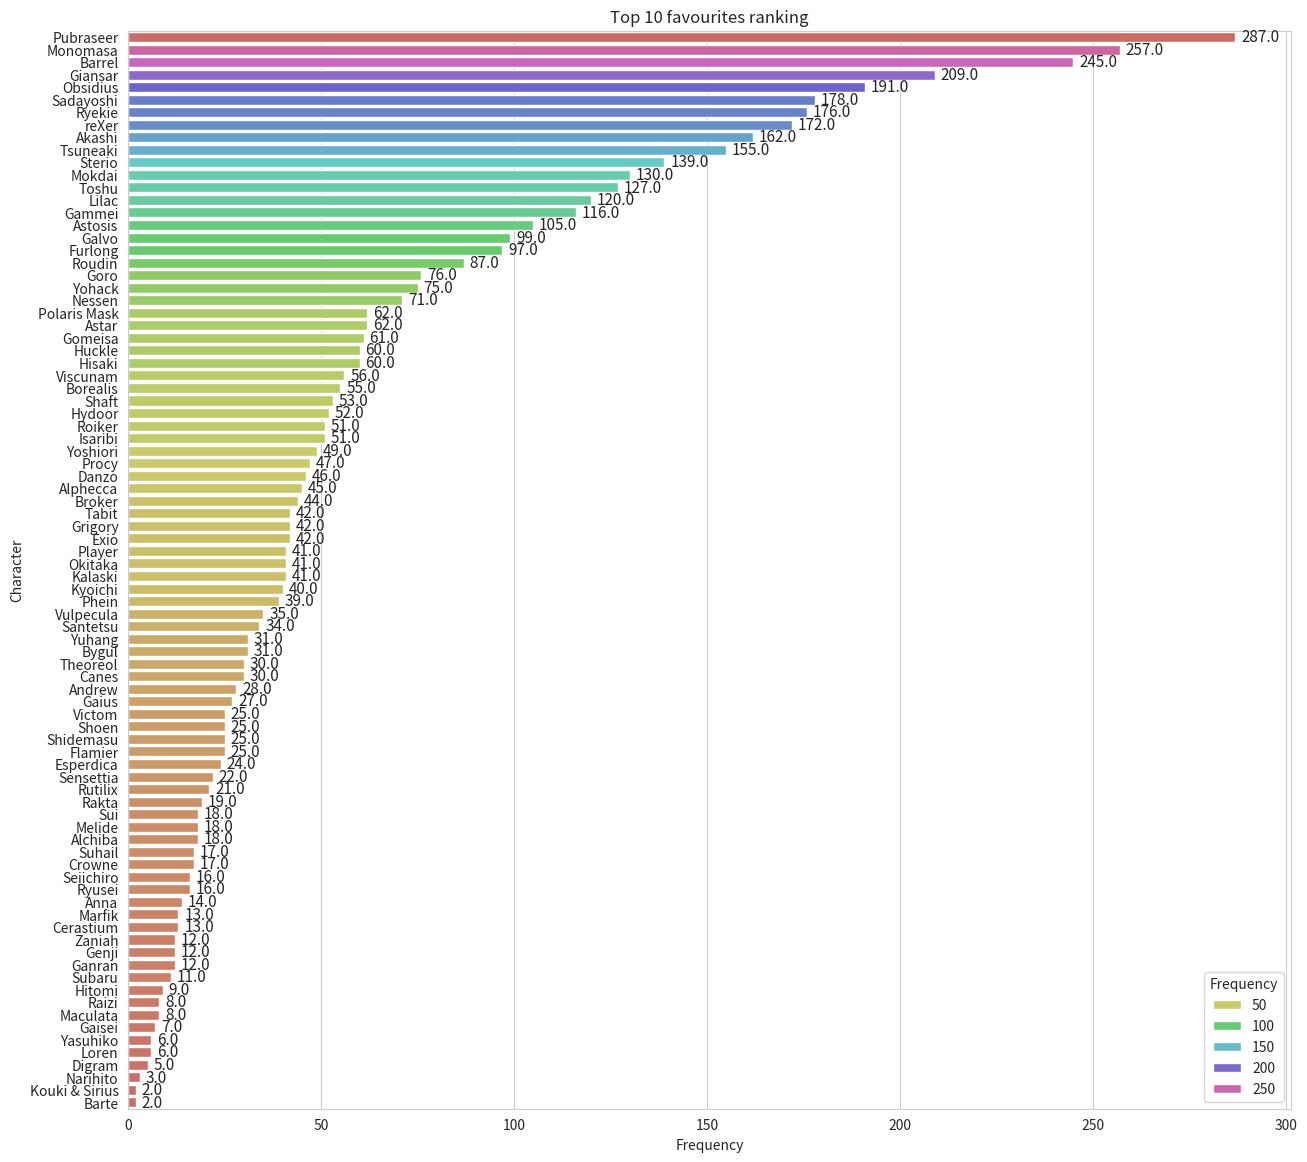 Top 10 favourites ranking
Pubraseer 287.0
Monomasa 257.0
Barrel 245.0
Giansar 209.0
Obsidius 191.0
Sadayoshi 178.0
Ryekie 176.0
reXer 172.0
Akashi 162.0
Tsuneaki 155.0
Sterio 139.0
Mokdai 130.0
Toshu 127.0
Lilac 120.0
Gammei 116.0
Astosis 105.0
Galvo 99.0
Furlong 97.0
Roudin 87.0
Goro 76.0
Yohack 75.0
Nessen 71.0
Polaris Mask 62.0
Astar 62.0
Gomeisa 61.0
Huckle 60.0
Hisaki 60.0
Viscunam 56.0
Borealis 55.0
Shaft 53.0
Hydoor 52.0
Roiker 51.0
Isaribi 51.0
Yoshiori 49.0
Procy 47.0
Danzo 46.0
Alphecca 45.0
Broker 44.0
Tabit 42.0
Grigory 42.0
Exio 42.0
Player 41.0
Okitaka 41.0
Kalaski 41.0
Kyoichi 40.0
Phein 39.0
Vulpecula 35.0
Santetsu 34.0
Yuhang 31.0
Bygul 31.0
Theoreol 30.0
Canes 30.0
Andrew 28.0
Gaius 27.0
Victom 25.0
Shoen 25.0
Shidemasu 25.0
Flamier 25.0
Esperdica 24.0
Sensettia 22.0
Rutilix 21.0
Rakta 19.0
Sui 18.0
Melide 18.0
Alchiba 18.0
Suhail 17.0
Crowne 17.0
Seiichiro 16.0
Ryusei 16.0
Anna 14.0
Marfik 13.0
Cerastium 13.0
Zaniah 12.0
Genji 12.0
Ganran 12.0
Subaru 11.0
Hitomi 9.0
Raizi 8.0
Maculata 8.0
Gaisei 7.0
Yasuhiko 6.0
Loren 6.0
Digram 5.0
Narihito 3.0
Kouki & Sirius 2.0
Barte 2.0
Character
0 50 100 150 200 250 300
Frequency
Frequency
50
100
150
200
250